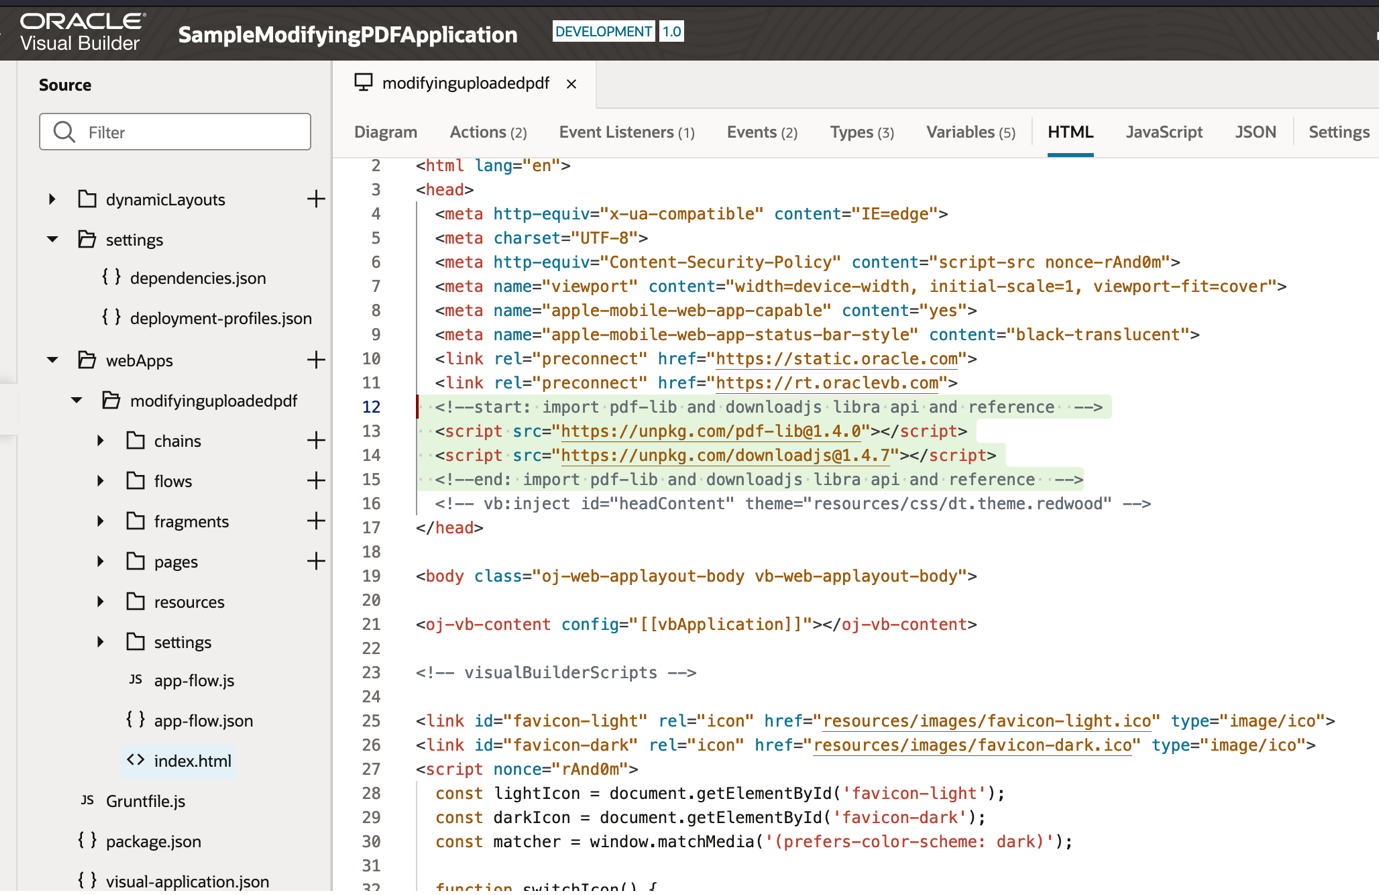 ORACLE
Visual Builder
SampleModifyingPDFApplication
DEVELOPMENT 1.0
Source
Filter
dynamicLayouts
settings
{ } dependencies.json
{ } deployment-profiles.json
webApps
modifyinguploadedpdf
chains
flows
fragments
pages
resources
settings
JS app-flow.js
{ } app-flow.json
<> index.html
JS Gruntfile.js
{ } package.json
{ } visual-application.json
modifyinguploadedpdf ×
Diagram Actions (2) Event Listeners (1) Events (2) Types (3) Variables (5) HTML JavaScript JSON Settings
2 <html lang="en">
3 <head>
4 <meta http-equiv="x-ua-compatible" content="IE=edge">
5 <meta charset="UTF-8">
6 <meta http-equiv="Content-Security-Policy" content="script-src nonce-rAnd0m">
7 <meta name="viewport" content="width=device-width, initial-scale=1, viewport-fit=cover">
8 <meta name="apple-mobile-web-app-capable" content="yes">
9 <meta name="apple-mobile-web-app-status-bar-style" content="black-translucent">
10 <link rel="preconnect" href="https://static.oracle.com">
11 <link rel="preconnect" href="https://rt.oraclevb.com">
12 <!--start: import pdf-lib and downloadjs libra api and reference -->
13 <script src="https://unpkg.com/pdf-lib@1.4.0"></script>
14 <script src="https://unpkg.com/downloadjs@1.4.7"></script>
15 <!--end: import pdf-lib and downloadjs libra api and reference -->
16 <!-- vb:inject id="headContent" theme="resources/css/dt.theme.redwood" -->
17 </head>
18
19 <body class="oj-web-applayout-body vb-web-applayout-body">
20
21 <oj-vb-content config="[[vbApplication]]"></oj-vb-content>
22
23 <!-- visualBuilderScripts -->
24
25 <link id="favicon-light" rel="icon" href="resources/images/favicon-light.ico" type="image/ico">
26 <link id="favicon-dark" rel="icon" href="resources/images/favicon-dark.ico" type="image/ico">
27 <script nonce="rAnd0m">
28 const lightIcon = document.getElementById('favicon-light');
29 const darkIcon = document.getElementById('favicon-dark');
30 const matcher = window.matchMedia('(prefers-color-scheme: dark)');
31
32 function switchIcon() {